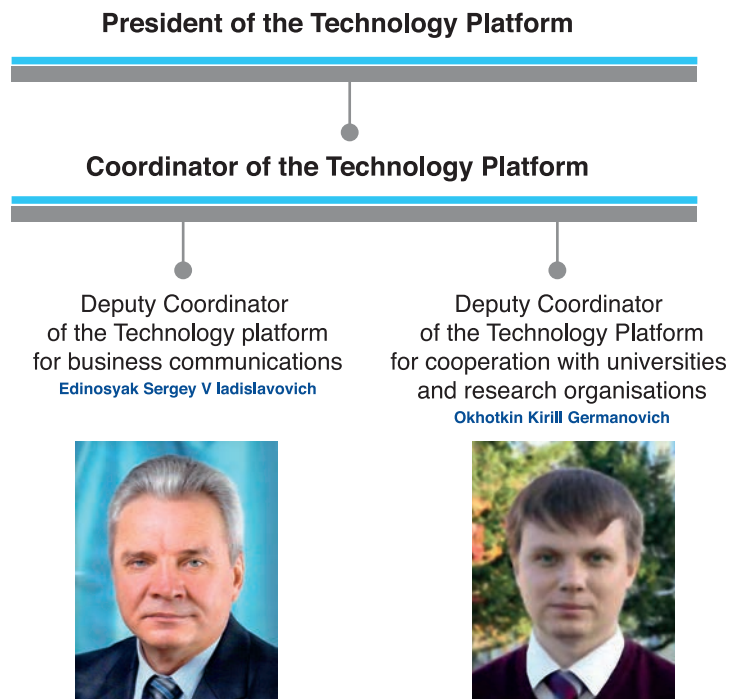 President of the Technology Platform
Coordinator of the Technology Platform
Deputy Coordinator
of the Technology platform
for business communications
Edinosyak Sergey V ladislavovich
Deputy Coordinator
of the Technology Platform
for cooperation with universities
and research organisations
Okhotkin Kirill Germanovich